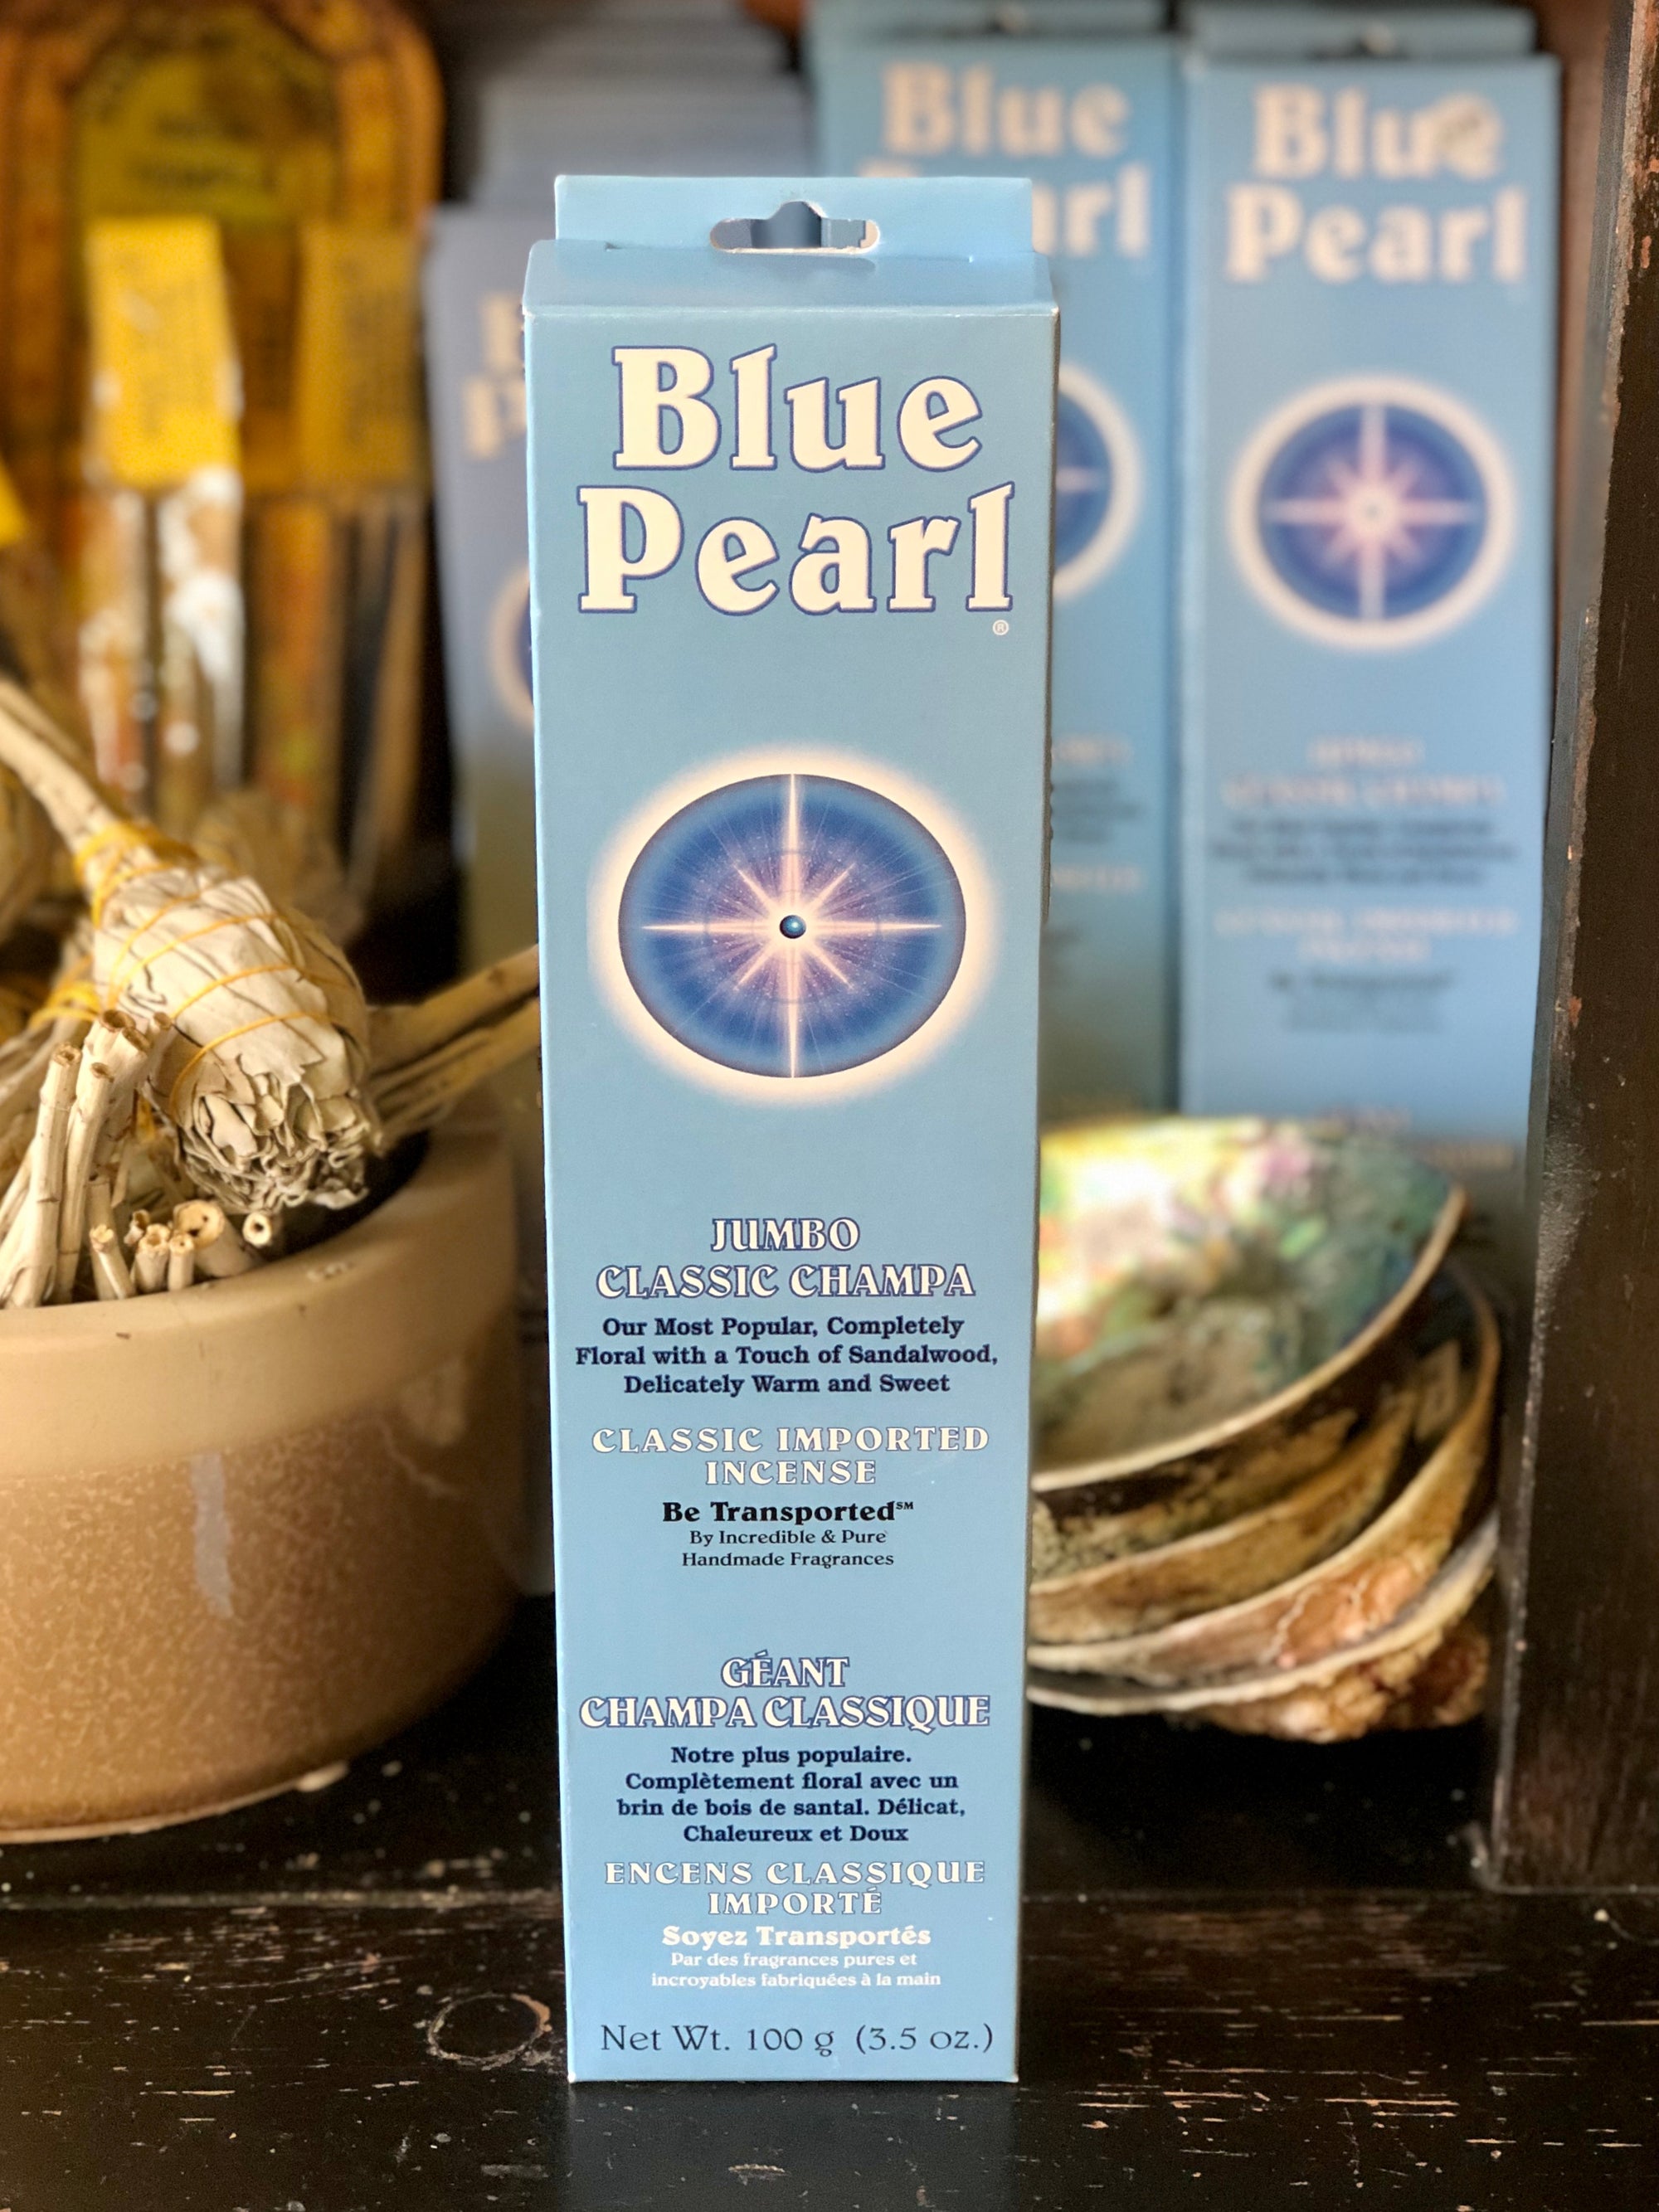 Blue
Pearl
®
JUMBO
CLASSIC CHAMPA
Our Most Popular, Completely
Floral with a Touch of Sandalwood,
Delicately Warm and Sweet
CLASSIC IMPORTED
INCENSE
Be Transported℠
By Incredible & Pure
Handmade Fragrances
GÉANT
CHAMPA CLASSIQUE
Notre plus populaire.
Complètement floral avec un
brin de bois de santal. Délicat,
Chaleureux et Doux
ENCENS CLASSIQUE
IMPORTÉ
Soyez Transportés
Par des fragrances pures et
incroyables fabriquées à la main
Net Wt. 100 g (3.5 oz.)
Blue
arl
Blue
Pearl